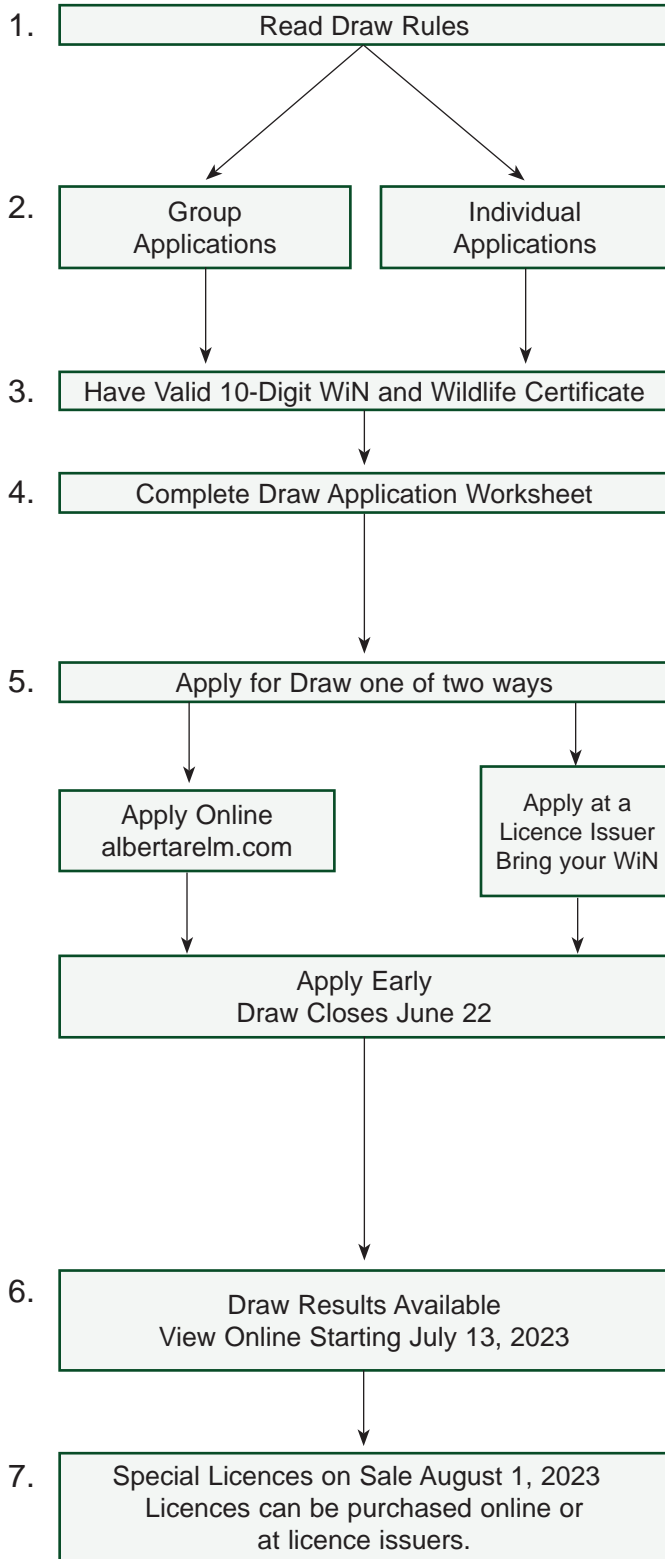 1. Read Draw Rules
2. Group
Applications
Individual
Applications
3. Have Valid 10-Digit WiN and Wildlife Certificate
4. Complete Draw Application Worksheet
5. Apply for Draw one of two ways
Apply Online
albertarelm.com
Apply at a
Licence Issuer
Bring your WiN
Apply Early
Draw Closes June 22
6. Draw Results Available
View Online Starting July 13, 2023
7. Special Licences on Sale August 1, 2023
Licences can be purchased online or
at licence issuers.